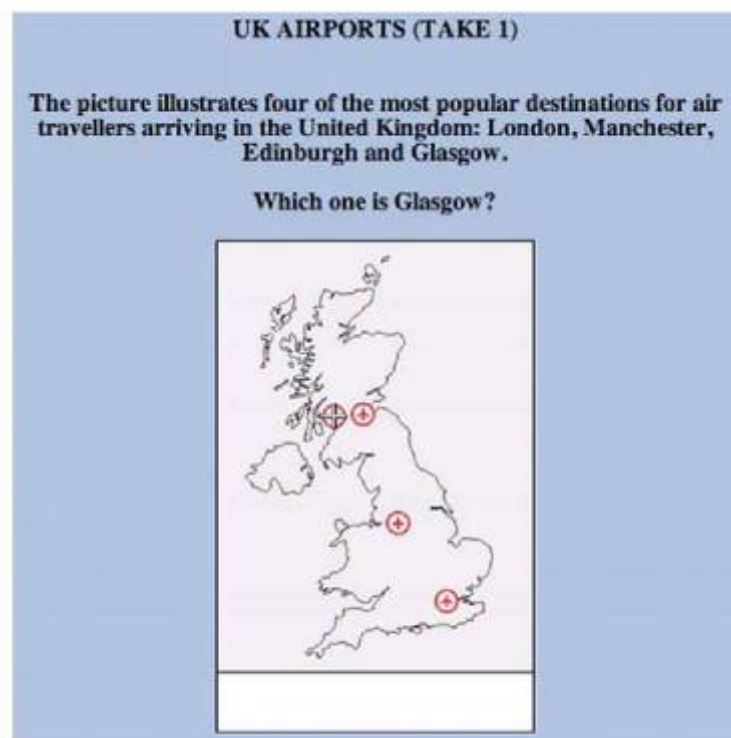 UK AIRPORTS (TAKE 1)
The picture illustrates four of the most popular destinations for air
travellers arriving in the United Kingdom: London, Manchester,
Edinburgh and Glasgow.
Which one is Glasgow?